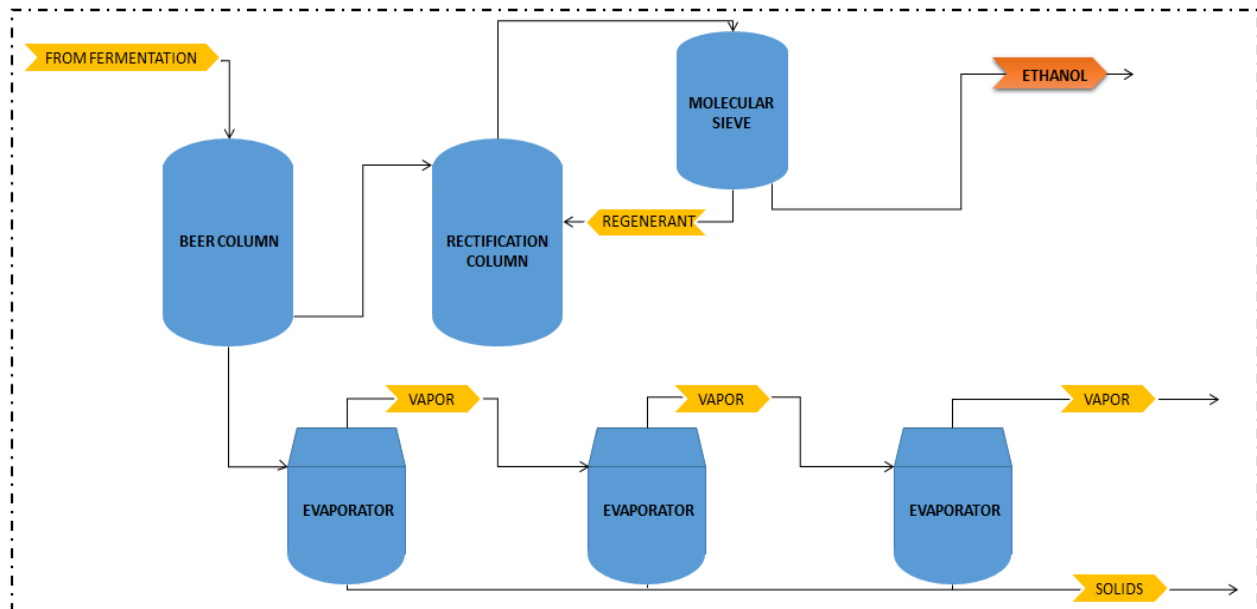 FROM FERMENTATION
MOLECULAR
SIEVE
ETHANOL
BEER COLUMN
RECTIFICATION
COLUMN
REGENERANT
VAPOR
VAPOR
VAPOR
EVAPORATOR
EVAPORATOR
EVAPORATOR
SOLIDS